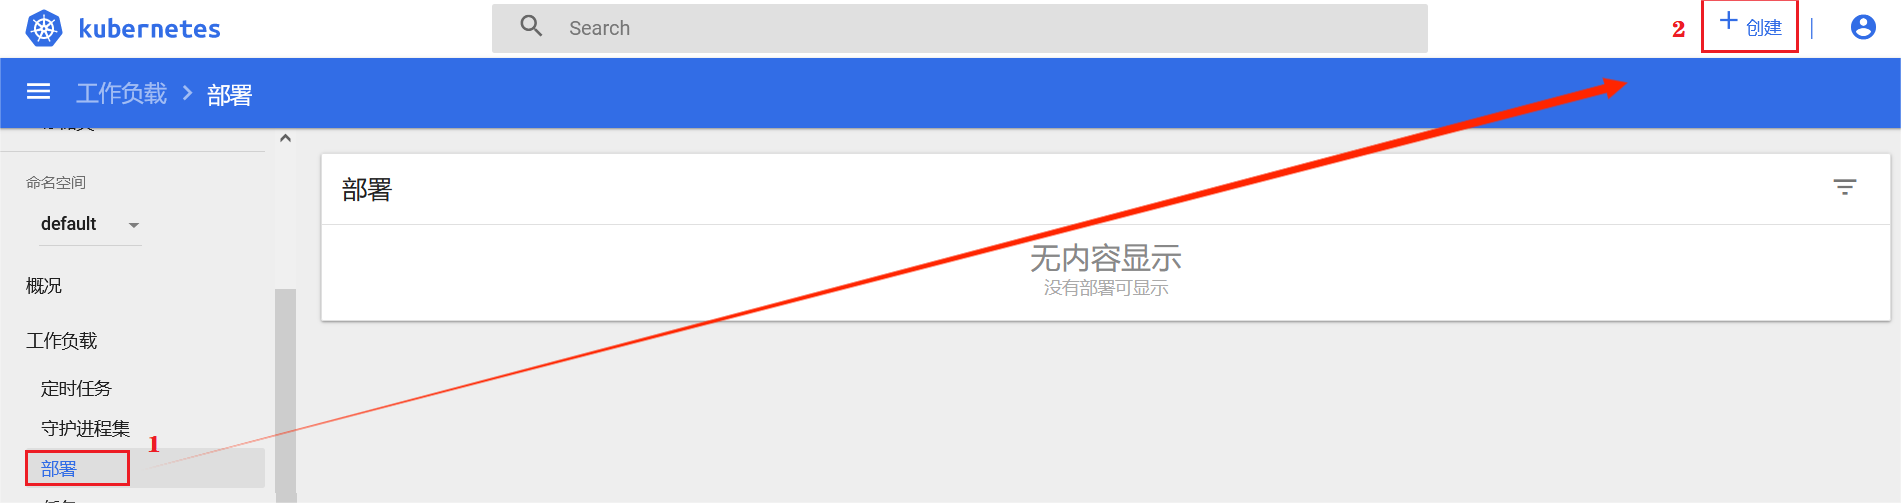 kubernetes
Search
2
创建
工作负载 > 部署
命名空间
default
概况
工作负载
定时任务
守护进程集
1
部署
部署
无内容显示
没有部署可显示